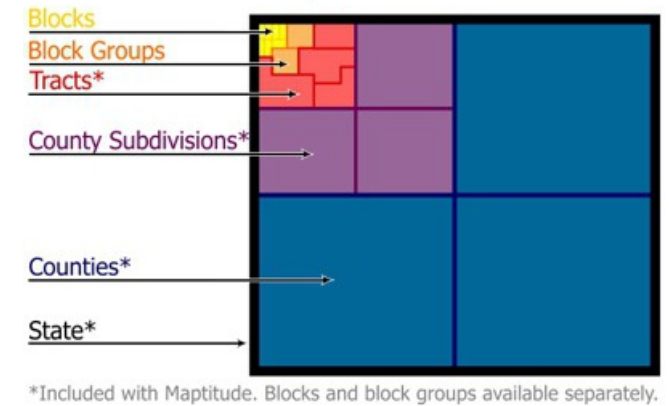 Blocks
Block Groups
Tracts*
County Subdivisions*
Counties*
State*
*Included with Maptitude. Blocks and block groups available separately.